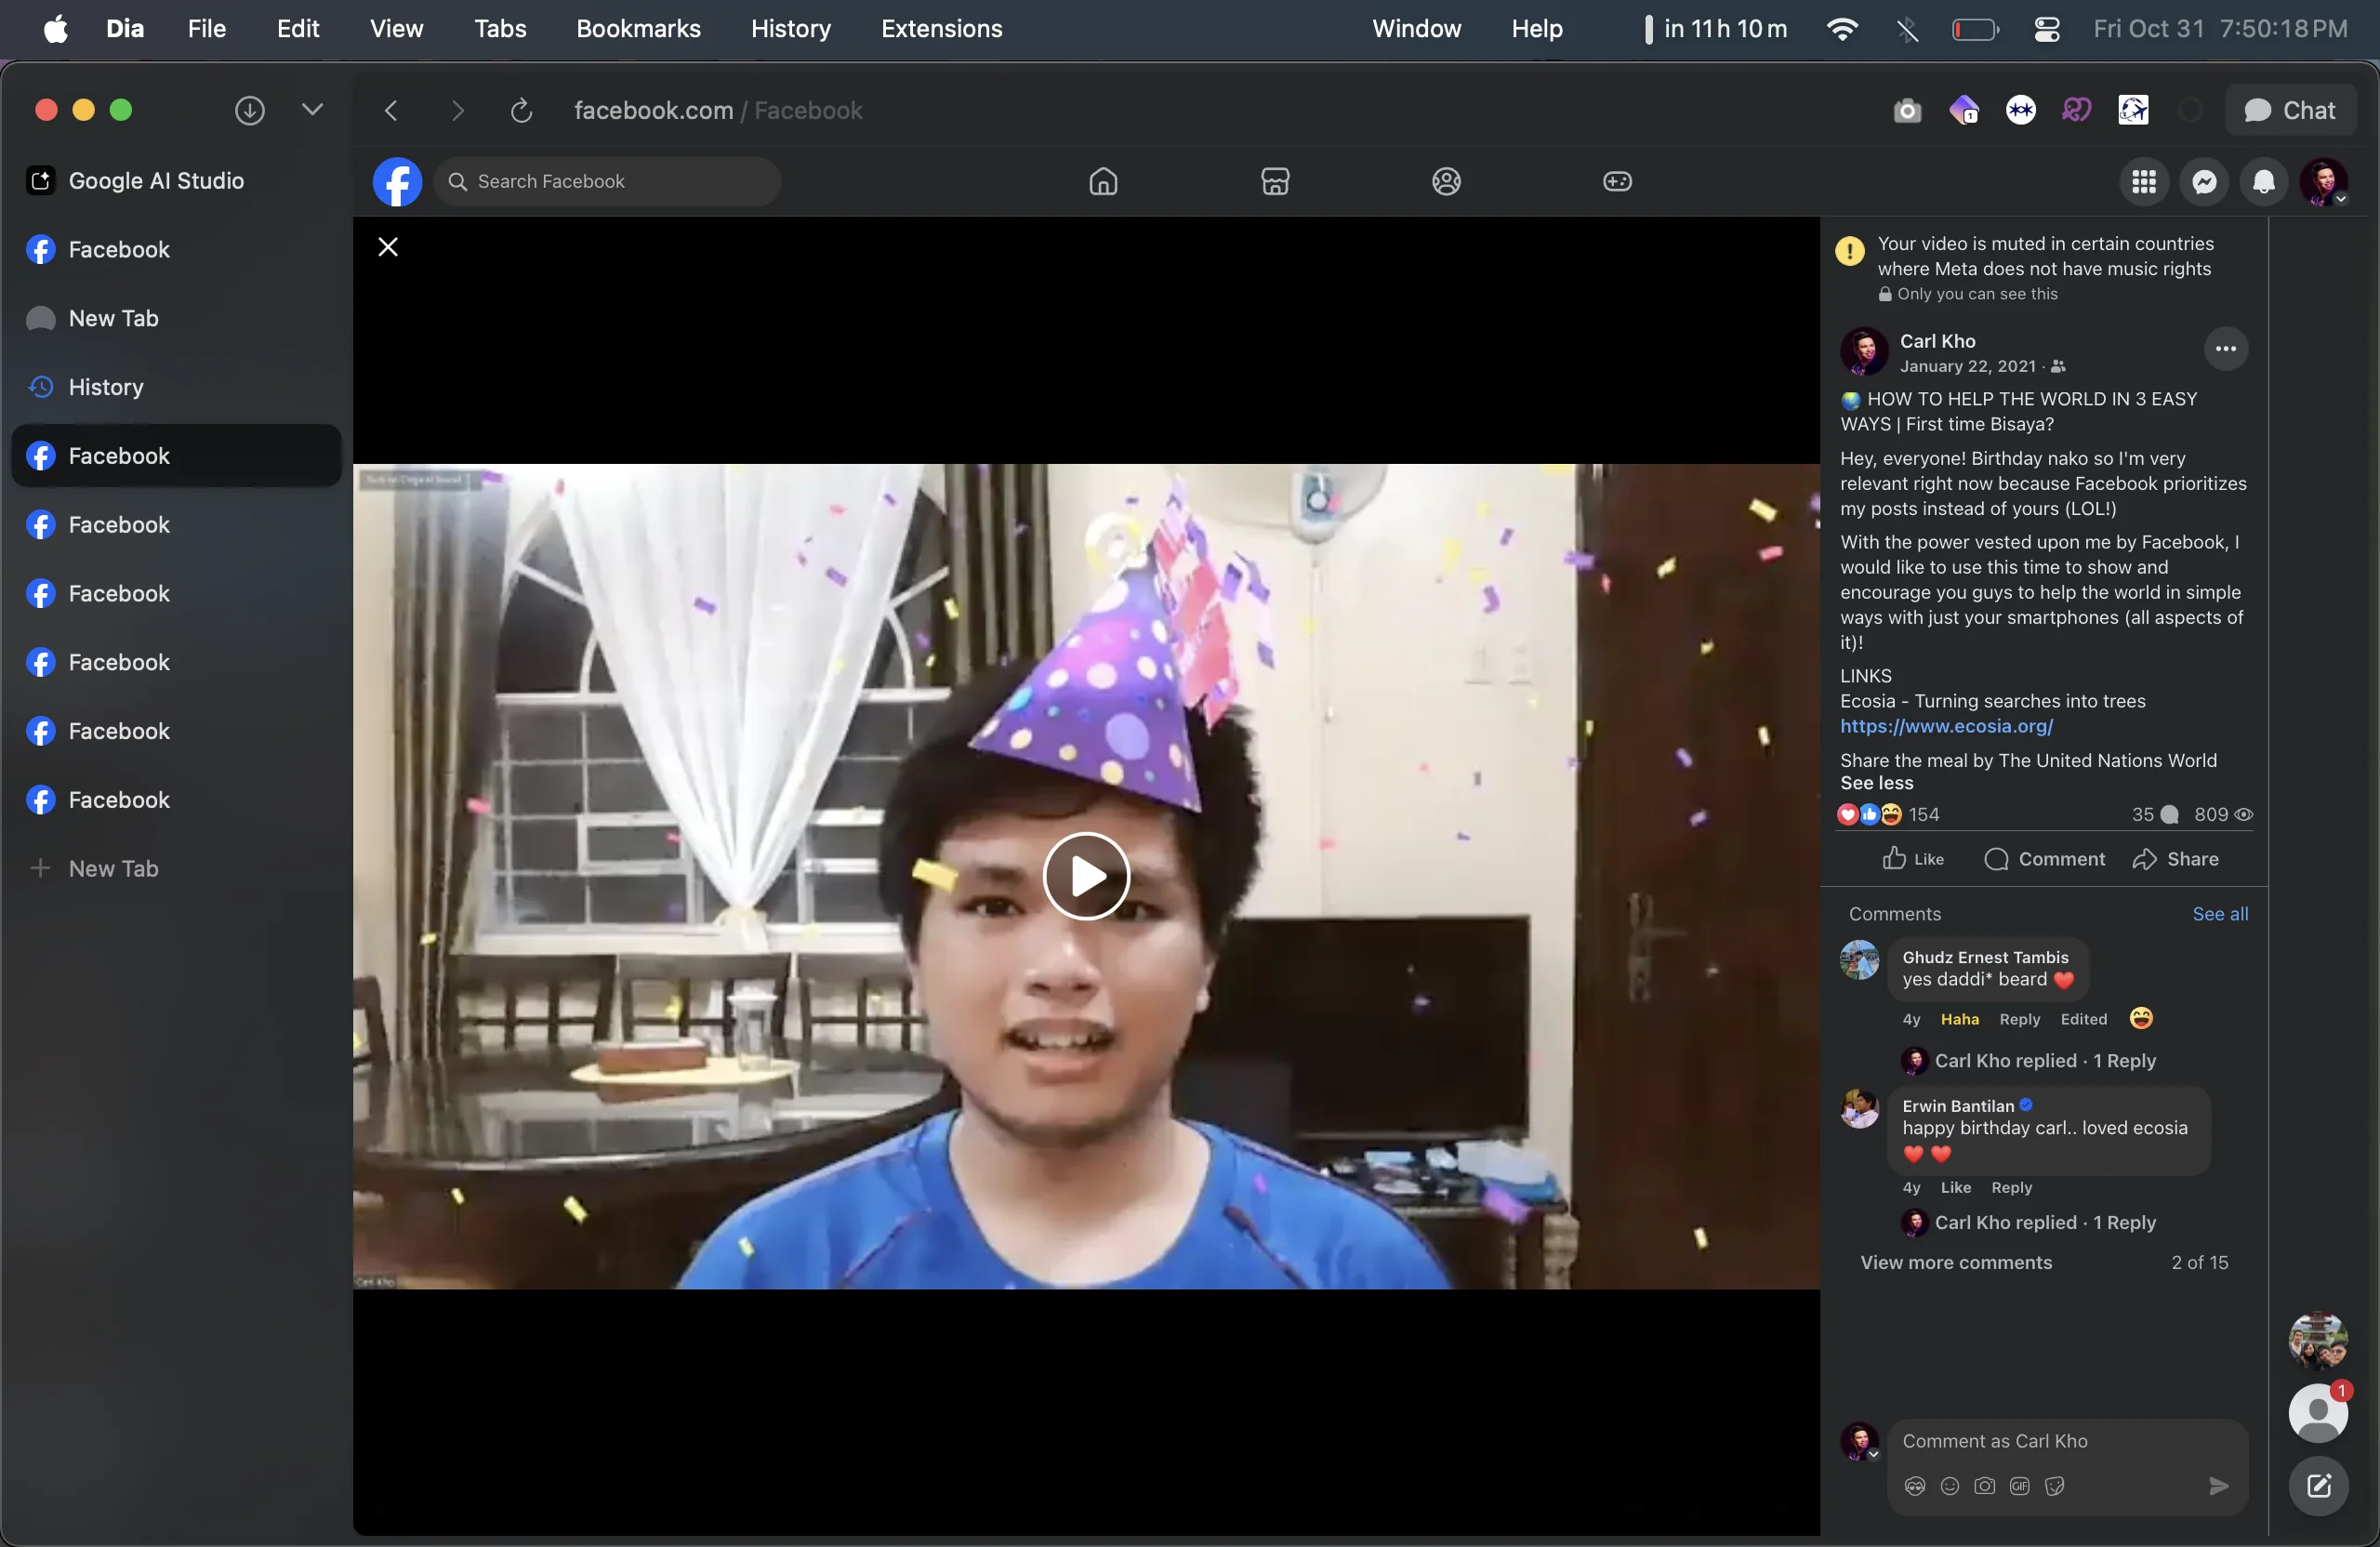 Dia File Edit View Tabs Bookmarks History Extensions Window Help in 11h 10m Fri Oct 31 7:50:18 PM
facebook.com / Facebook
1
Chat
Google AI Studio
Facebook
New Tab
History
Facebook
Facebook
Facebook
Facebook
Facebook
Facebook
New Tab
Search Facebook
Carl Kho
Your video is muted in certain countries
where Meta does not have music rights
Only you can see this
Carl Kho
January 22, 2021 ·
HOW TO HELP THE WORLD IN 3 EASY
WAYS | First time Bisaya?
Hey, everyone! Birthday nako so I'm very
relevant right now because Facebook prioritizes
my posts instead of yours (LOL!)
With the power vested upon me by Facebook, I
would like to use this time to show and
encourage you guys to help the world in simple
ways with just your smartphones (all aspects of
it)!
LINKS
Ecosia - Turning searches into trees
https://www.ecosia.org/
Share the meal by The United Nations World
See less
154 35 809
Like Comment Share
Comments See all
Ghudz Ernest Tambis
yes daddi* beard ❤️
4y Haha Reply Edited
Carl Kho replied · 1 Reply
Erwin Bantilan
happy birthday carl.. loved ecosia
❤️ ❤️
4y Like Reply
Carl Kho replied · 1 Reply
View more comments 2 of 15
Comment as Carl Kho
GIF
1